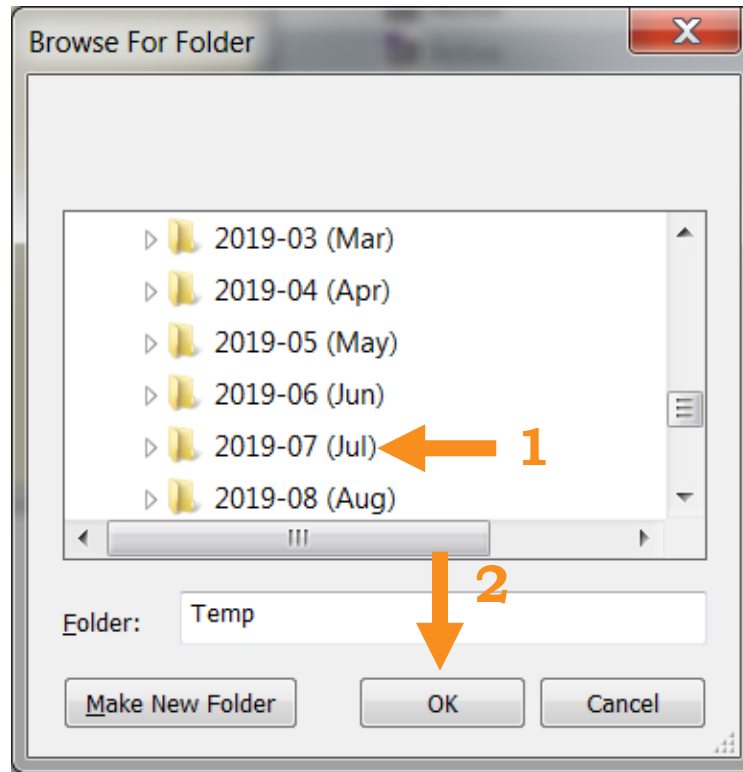 Browse For Folder
2019-03 (Mar)
2019-04 (Apr)
2019-05 (May)
2019-06 (Jun)
2019-07 (Jul) 1
2019-08 (Aug)
2
Folder: Temp
Make New Folder OK Cancel